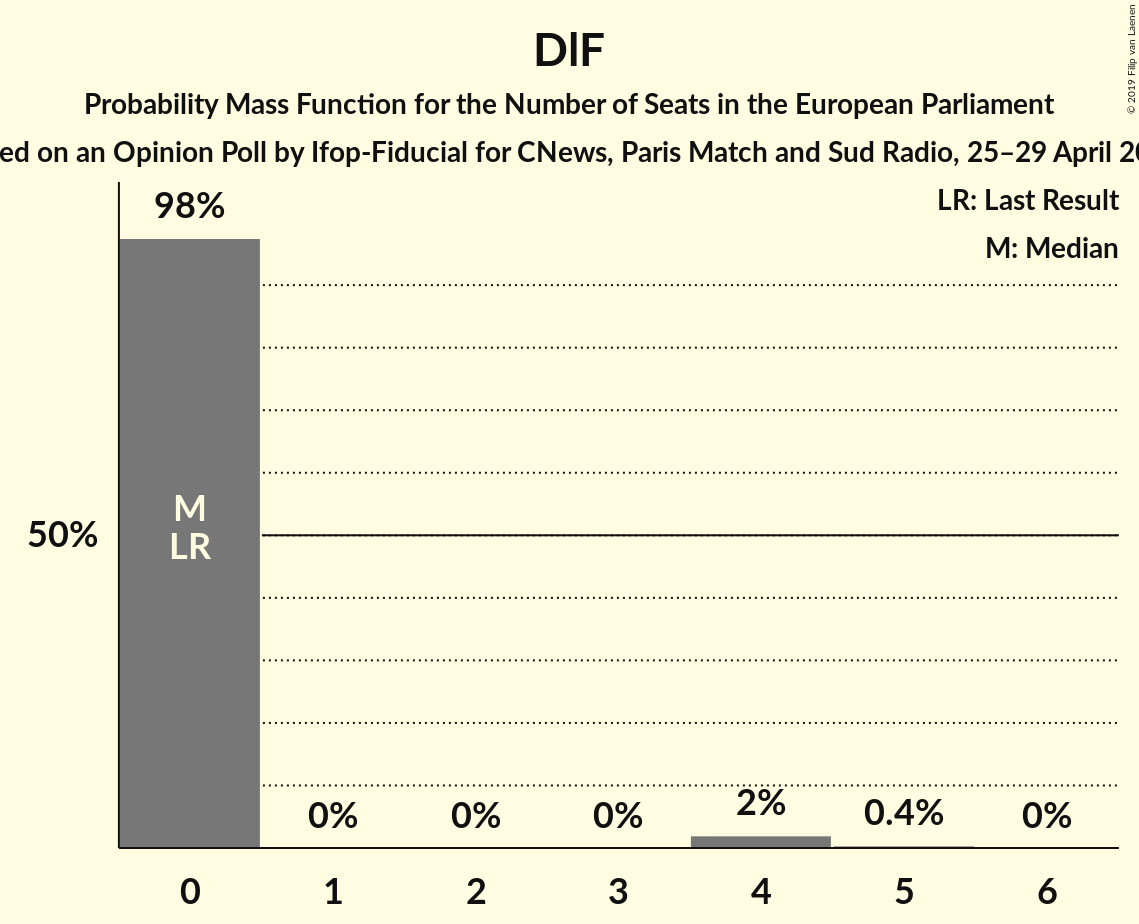 DIF
Probability Mass Function for the Number of Seats in the European Parliament
ed on an Opinion Poll by Ifop-Fiducial for CNews, Paris Match and Sud Radio, 25–29 April 20
© 2019 Filip van Laenen
LR: Last Result
M: Median
98%
M
LR
50%
0% 0% 0% 2% 0.4% 0%
0 1 2 3 4 5 6